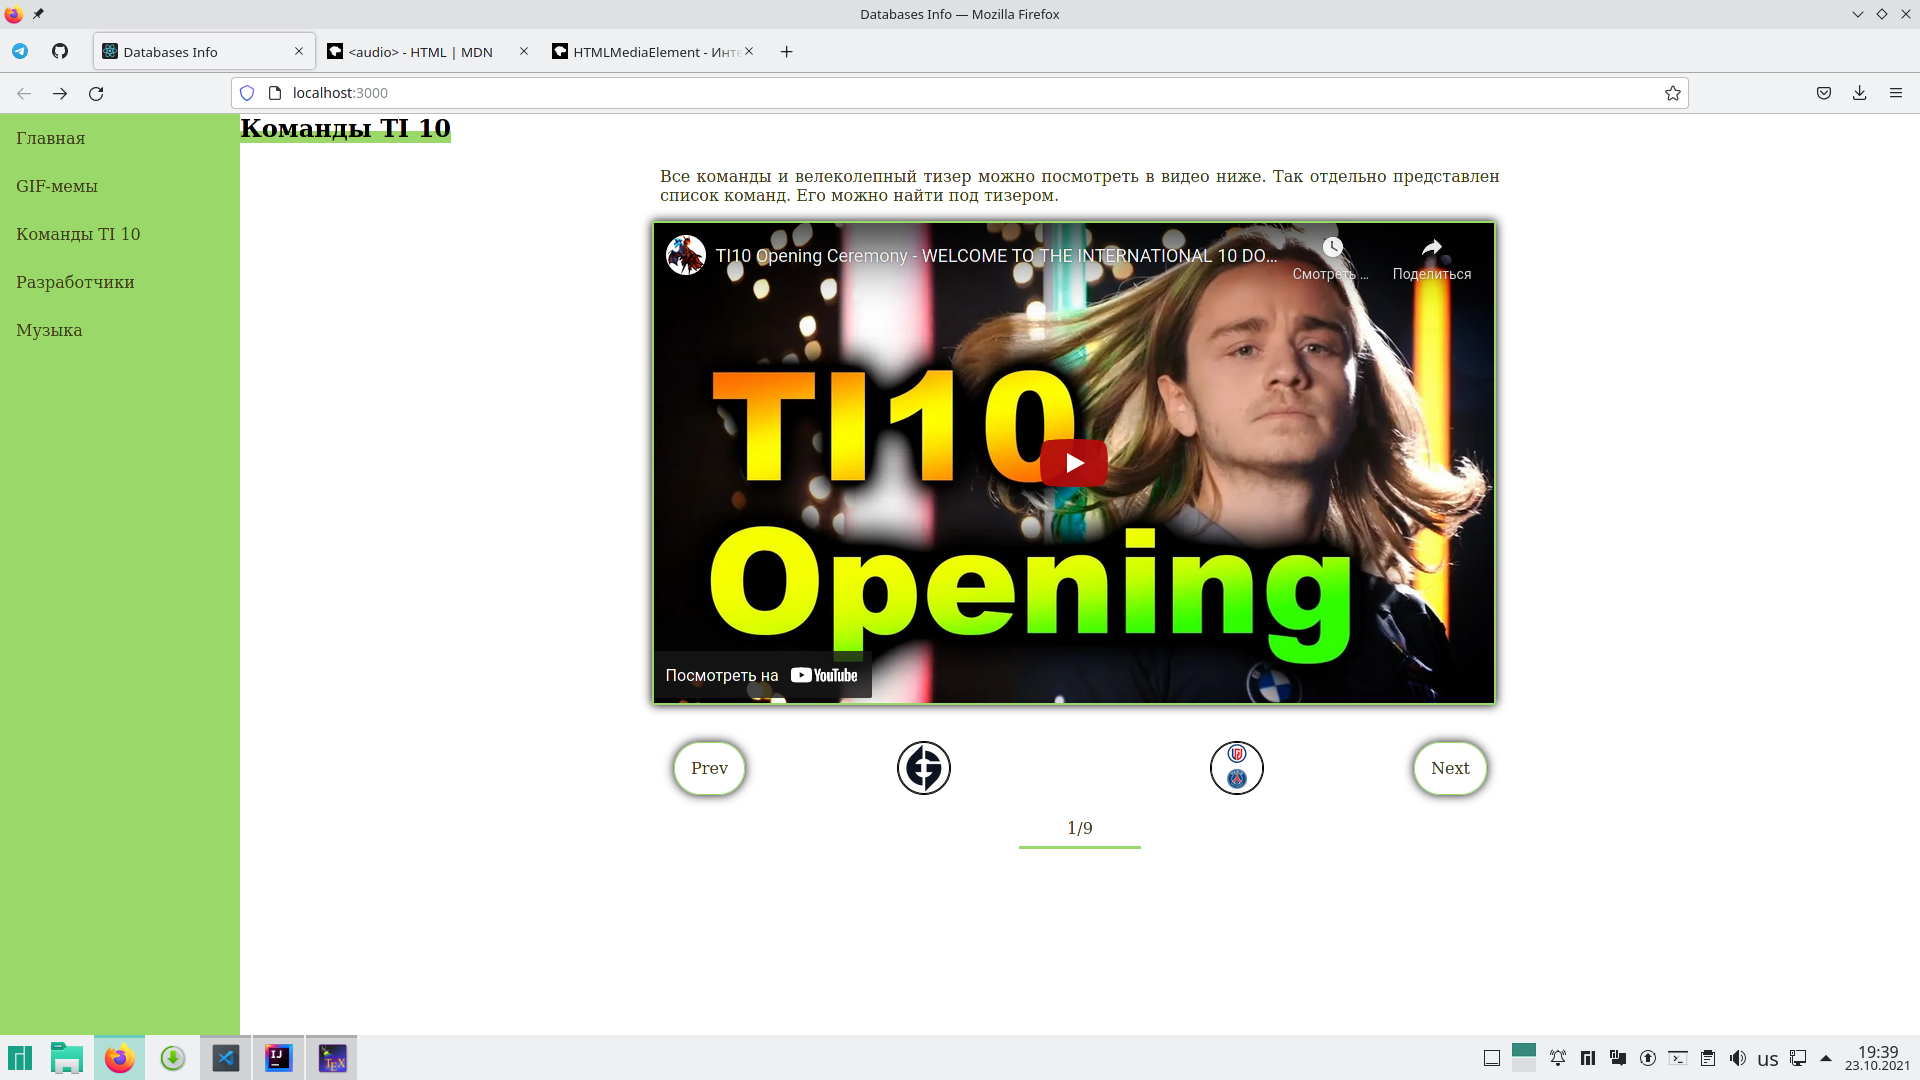 Databases Info — Mozilla Firefox
Databases Info
<audio> - HTML | MDN
HTMLMediaElement - Инте
localhost:3000
Главная
GIF-мемы
Команды TI 10
Разработчики
Музыка
Команды TI 10
Все команды и велеколепный тизер можно посмотреть в видео ниже. Так отдельно представлен
список команд. Его можно найти под тизером.
TI10 Opening Ceremony - WELCOME TO THE INTERNATIONAL 10 DO...
Смотреть ...
Поделиться
TI10
Opening
Посмотреть на YouTube
Prev
Next
1/9
IJ
TEX
us
19:39
23.10.2021